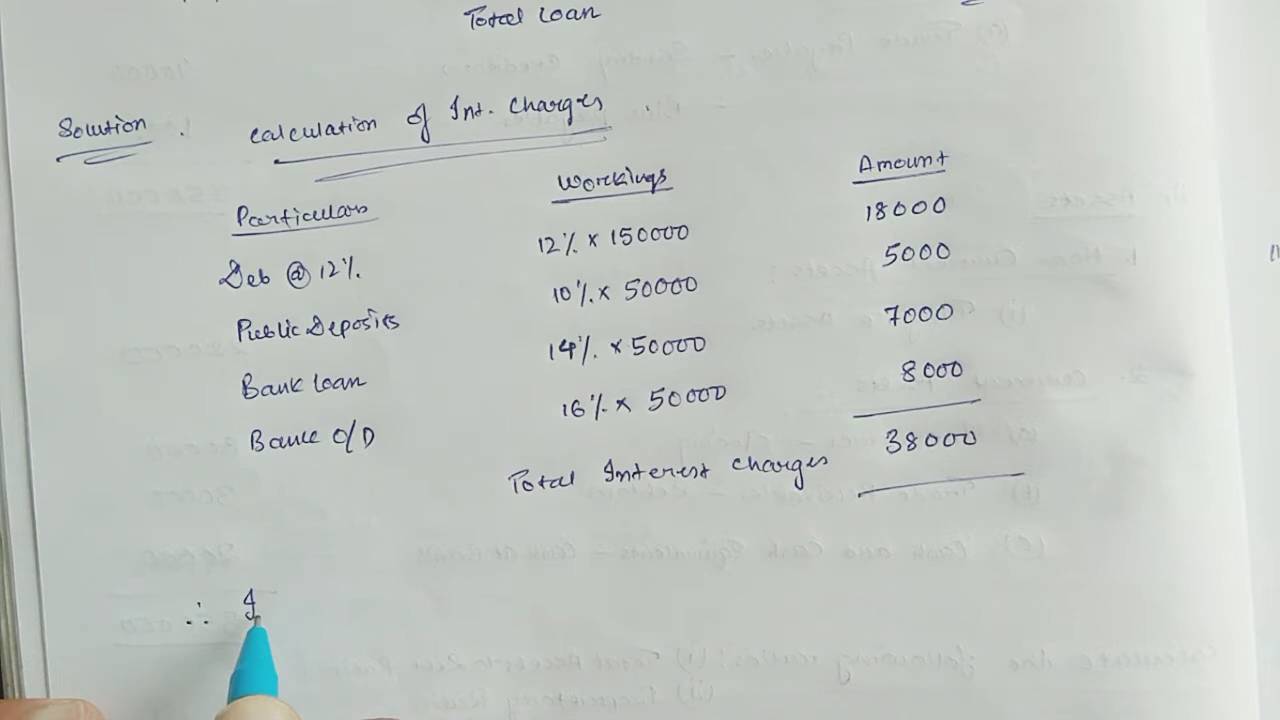 Total Loan
Solution . Calculation of Int. Charges .
Particulars Workings Amount
Deb @ 12% 12% x 150000 18000
Public Deposits 10% x 50000 5000
Bank Loan 14% x 50000 7000
Bank O/D 16% x 50000 8000
Total Interest charges 38000
∴ I